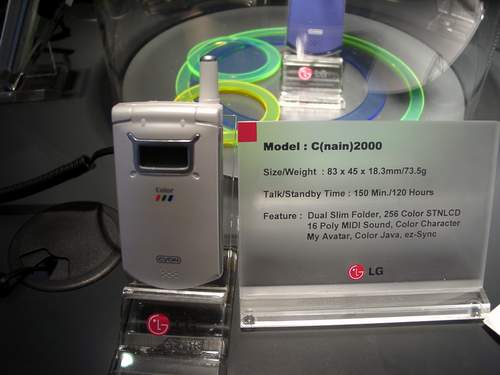 Model : C(nain)2000
Size/Weight : 83 x 45 x 18.3mm/73.5g
Talk/Standby Time : 150 Min./120 Hours
Feature : Dual Slim Folder, 256 Color STNLCD
16 Poly MIDI Sound, Color Character
My Avatar, Color Java, ez-Sync
LG
Color
CYON